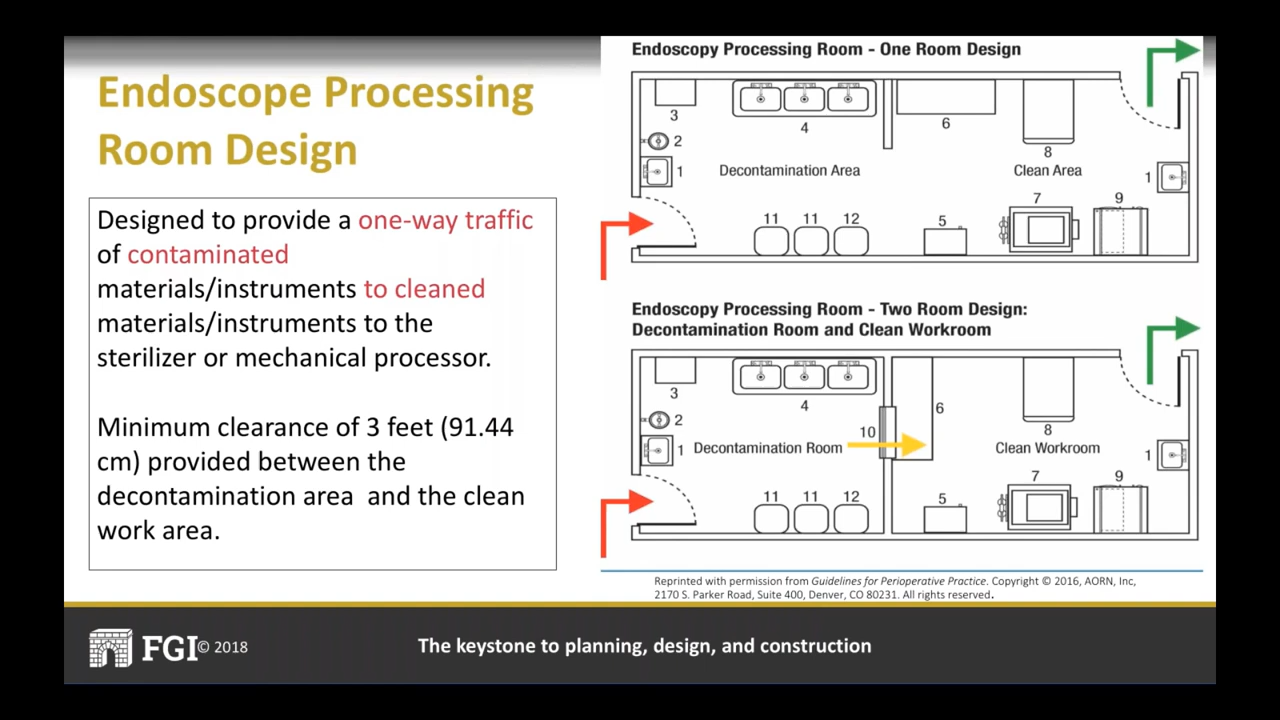 Endoscope Processing
Room Design
Designed to provide a one-way traffic
of contaminated
materials/instruments to cleaned
materials/instruments to the
sterilizer or mechanical processor.
Minimum clearance of 3 feet (91.44
cm) provided between the
decontamination area  and the clean
work area.
Endoscopy Processing Room - One Room Design
3
4
6
2
8
1
Decontamination Area
Clean Area
1
11
11
12
5
7
9
Endoscopy Processing Room - Two Room Design:
Decontamination Room and Clean Workroom
3
4
6
2
10
8
1
Decontamination Room
Clean Workroom
1
11
11
12
5
7
9
Reprinted with permission from Guidelines for Perioperative Practice. Copyright © 2016, AORN, Inc,
2170 S. Parker Road, Suite 400, Denver, CO 80231. All rights reserved.
FGI© 2018
The keystone to planning, design, and construction